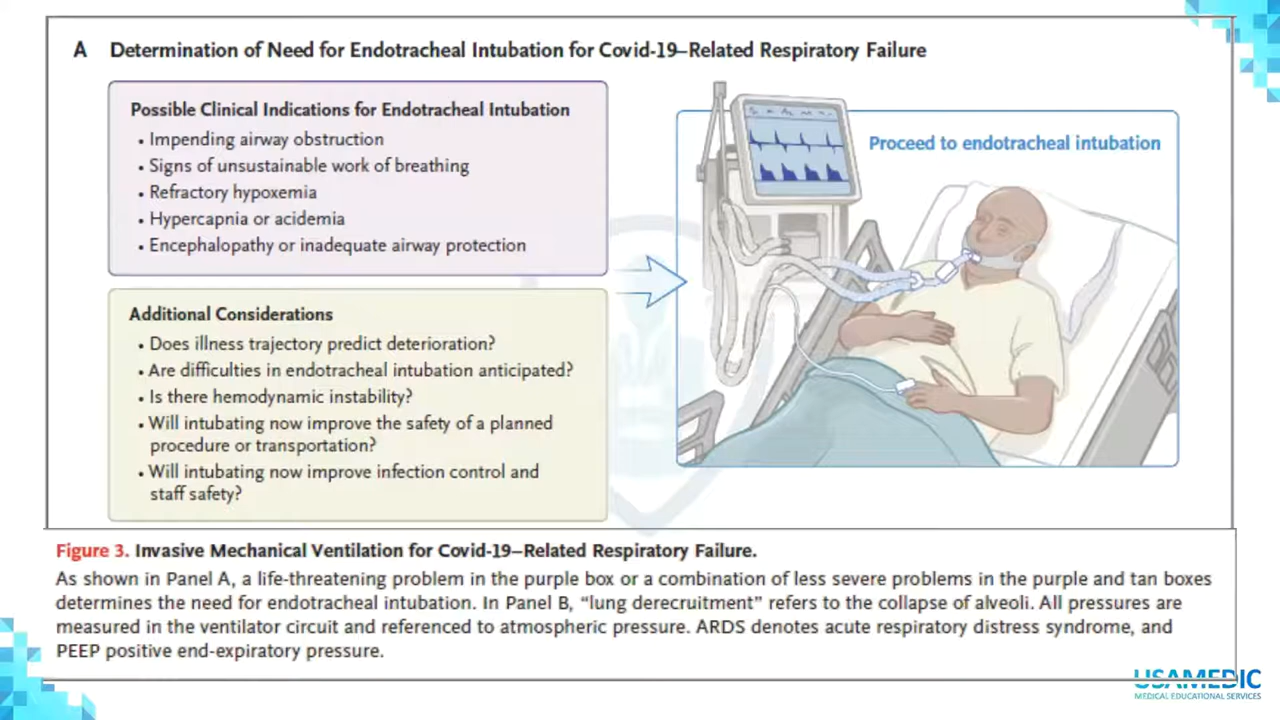 A Determination of Need for Endotracheal Intubation for Covid-19–Related Respiratory Failure
Possible Clinical Indications for Endotracheal Intubation
• Impending airway obstruction
• Signs of unsustainable work of breathing
• Refractory hypoxemia
• Hypercapnia or acidemia
• Encephalopathy or inadequate airway protection
Additional Considerations
• Does illness trajectory predict deterioration?
• Are difficulties in endotracheal intubation anticipated?
• Is there hemodynamic instability?
• Will intubating now improve the safety of a planned
procedure or transportation?
• Will intubating now improve infection control and
staff safety?
Proceed to endotracheal intubation
Figure 3. Invasive Mechanical Ventilation for Covid-19–Related Respiratory Failure.
As shown in Panel A, a life-threatening problem in the purple box or a combination of less severe problems in the purple and tan boxes
determines the need for endotracheal intubation. In Panel B, “lung derecruitment” refers to the collapse of alveoli. All pressures are
measured in the ventilator circuit and referenced to atmospheric pressure. ARDS denotes acute respiratory distress syndrome, and
PEEP positive end-expiratory pressure.
USAMEDIC
MEDICAL EDUCATIONAL SERVICES